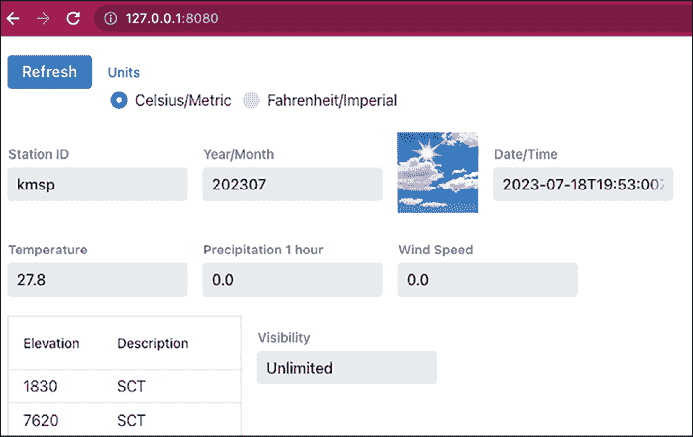 127.0.0.1:8080
Refresh
Units
Celsius/Metric Fahrenheit/Imperial
Station ID Year/Month Date/Time
kmsp 202307 2023-07-18T19:53:00Z
Temperature Precipitation 1 hour Wind Speed
27.8 0.0 0.0
Elevation Description Visibility
Unlimited
1830 SCT
7620 SCT